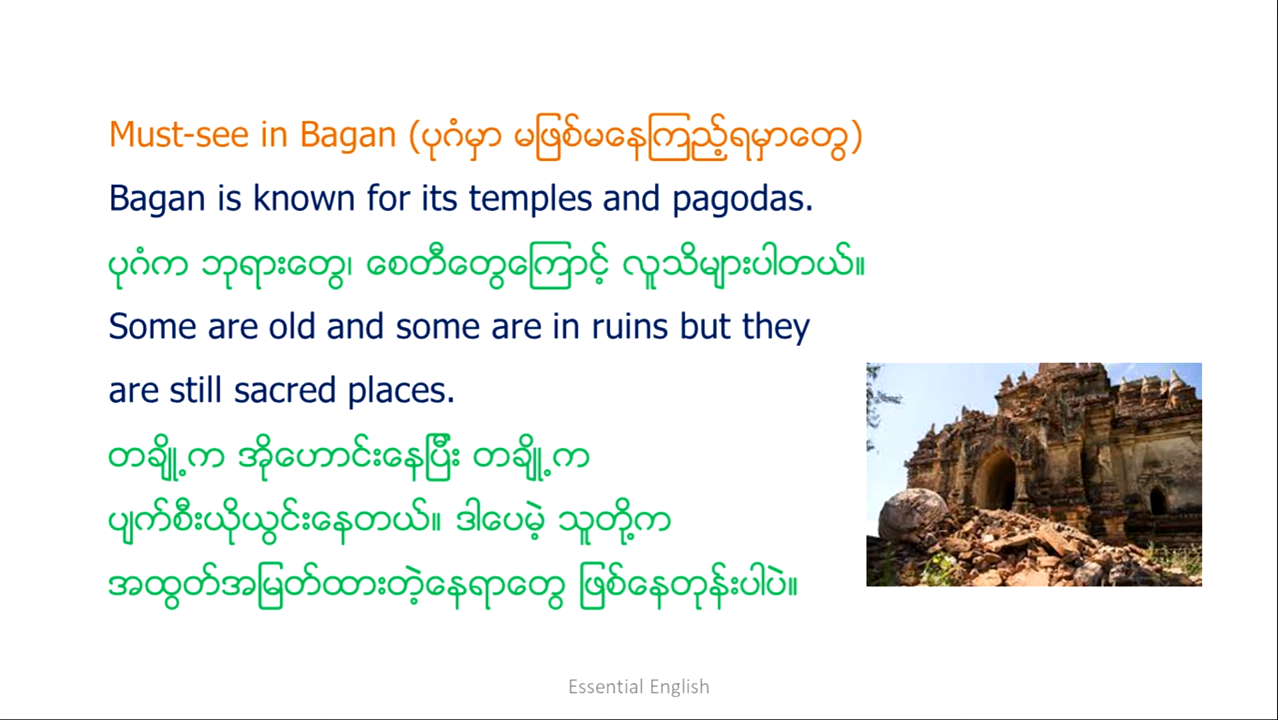 Must-see in Bagan (ပုဂံမှာ မဖြစ်မနေကြည့်ရမှာတွေ)
Bagan is known for its temples and pagodas.
ပုဂံက ဘုရားတွေ၊ စေတီတွေကြောင့် လူသိများပါတယ်။
Some are old and some are in ruins but they
are still sacred places.
တချို့က အိုဟောင်းနေပြီး တချို့က
ပျက်စီးယိုယွင်းနေတယ်။ ဒါပေမဲ့ သူတို့က
အထွတ်အမြတ်ထားတဲ့နေရာတွေ ဖြစ်နေတုန်းပါပဲ။
Essential English